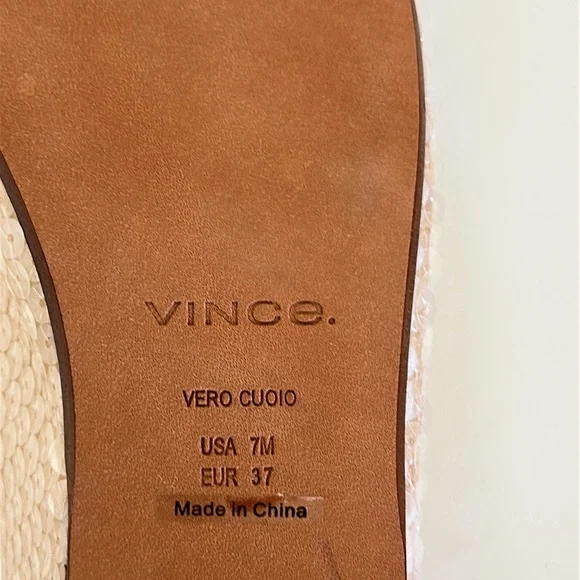 VINCE.
VERO CUOIO
USA 7M
EUR 37
Made in China